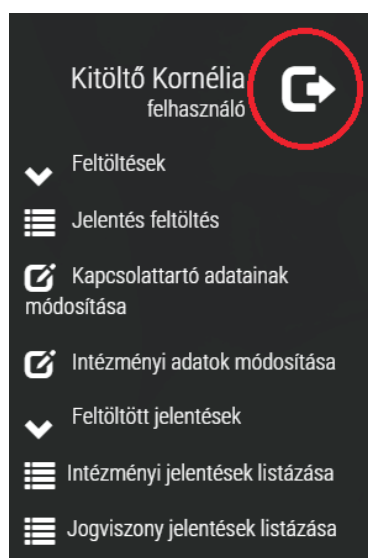 Kitöltő Kornélia
felhasználó
Feltöltések
Jelentés feltöltés
Kapcsolattartó adatainak
módosítása
Intézményi adatok módosítása
Feltöltött jelentések
Intézményi jelentések listázása
Jogviszony jelentések listázása